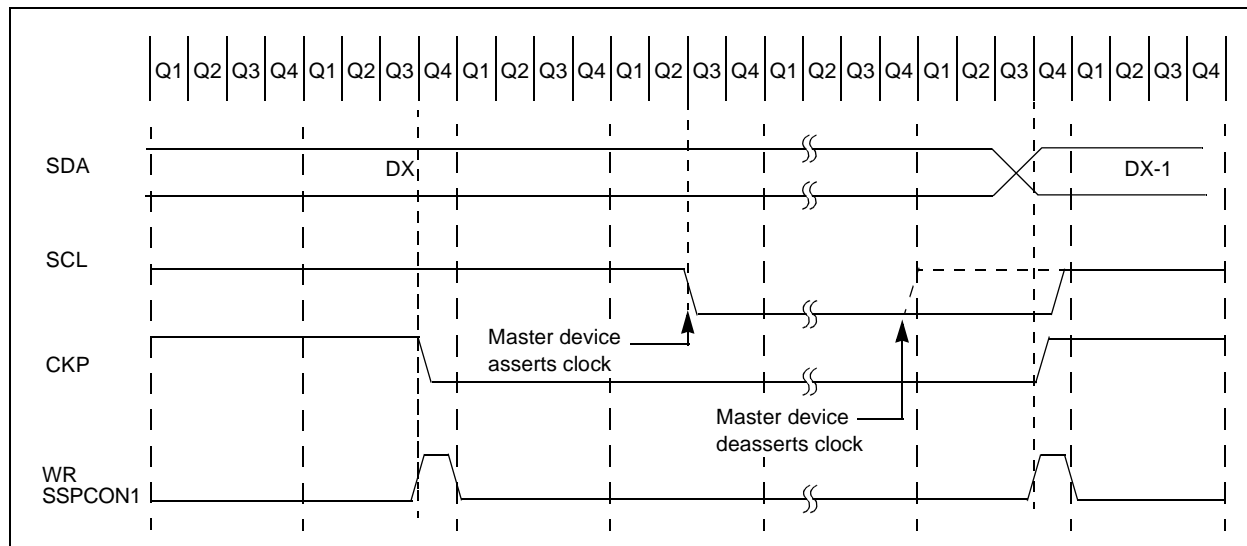 Q1 Q2 Q3 Q4 Q1 Q2 Q3 Q4 Q1 Q2 Q3 Q4 Q1 Q2 Q3 Q4 Q1 Q2 Q3 Q4 Q1 Q2 Q3 Q4 Q1 Q2 Q3 Q4
SDA
DX
DX-1
SCL
Master device
asserts clock
CKP
Master device
deasserts clock
WR
SSPCON1